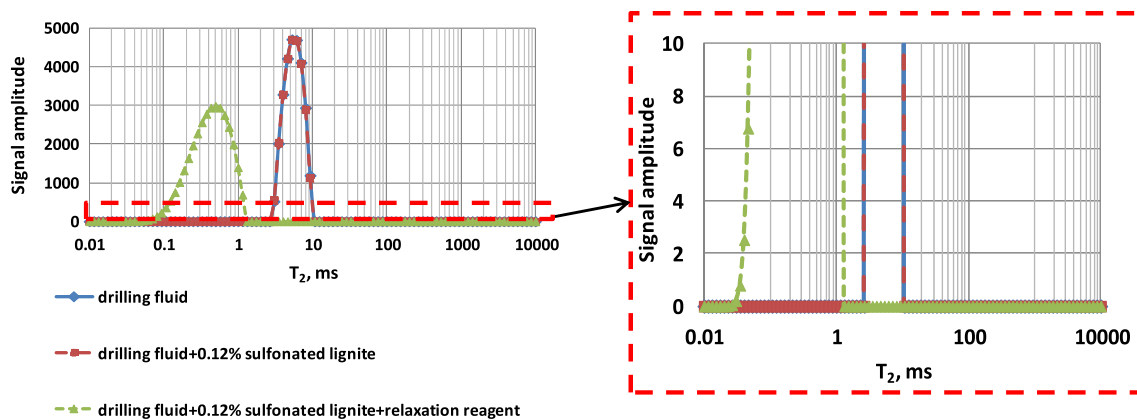 Signal amplitude
5000
4000
3000
2000
1000
0
0.01 0.1 1 10 100 1000 10000
T2, ms
drilling fluid
drilling fluid+0.12% sulfonated lignite
drilling fluid+0.12% sulfonated lignite+relaxation reagent
Signal amplitude
10
8
6
4
2
0
0.01 1 100 10000
T2, ms